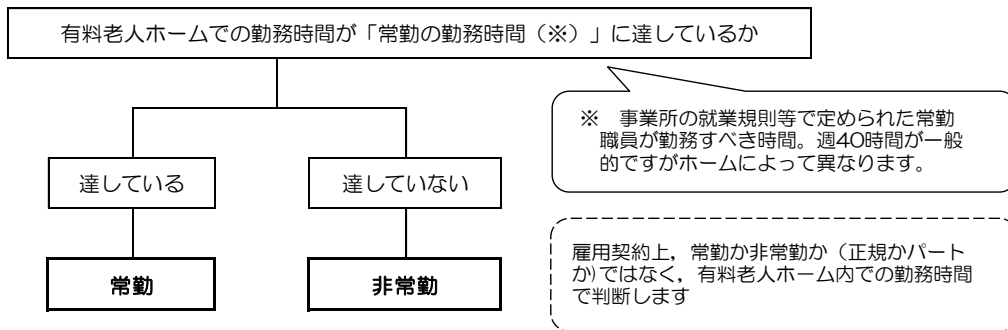 有料老人ホームでの勤務時間が「常勤の勤務時間（※）」に達しているか
※　事業所の就業規則等で定められた常勤
職員が勤務すべき時間。週40時間が一般
的ですがホームによって異なります。
達している
達していない
雇用契約上，常勤か非常勤か（正規かパート
か)ではなく，有料老人ホーム内での勤務時間
で判断します
常勤
非常勤